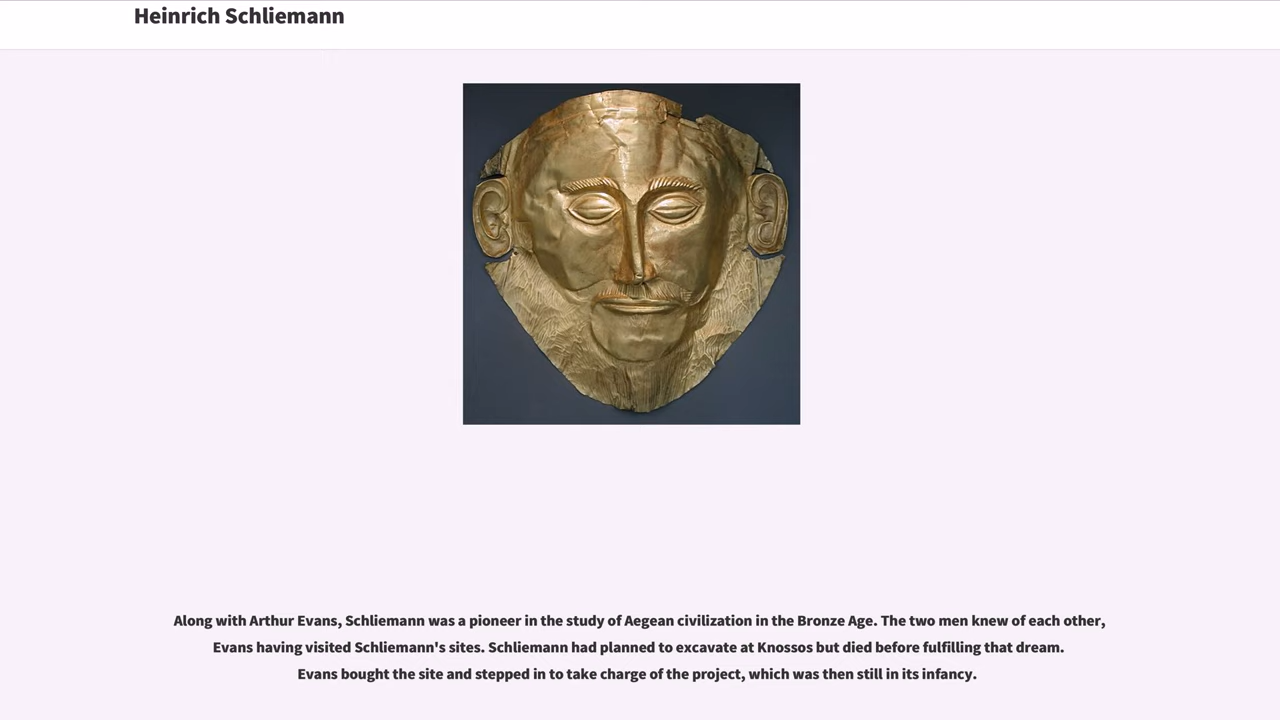 Heinrich Schliemann
Along with Arthur Evans, Schliemann was a pioneer in the study of Aegean civilization in the Bronze Age. The two men knew of each other,
Evans having visited Schliemann's sites. Schliemann had planned to excavate at Knossos but died before fulfilling that dream.
Evans bought the site and stepped in to take charge of the project, which was then still in its infancy.